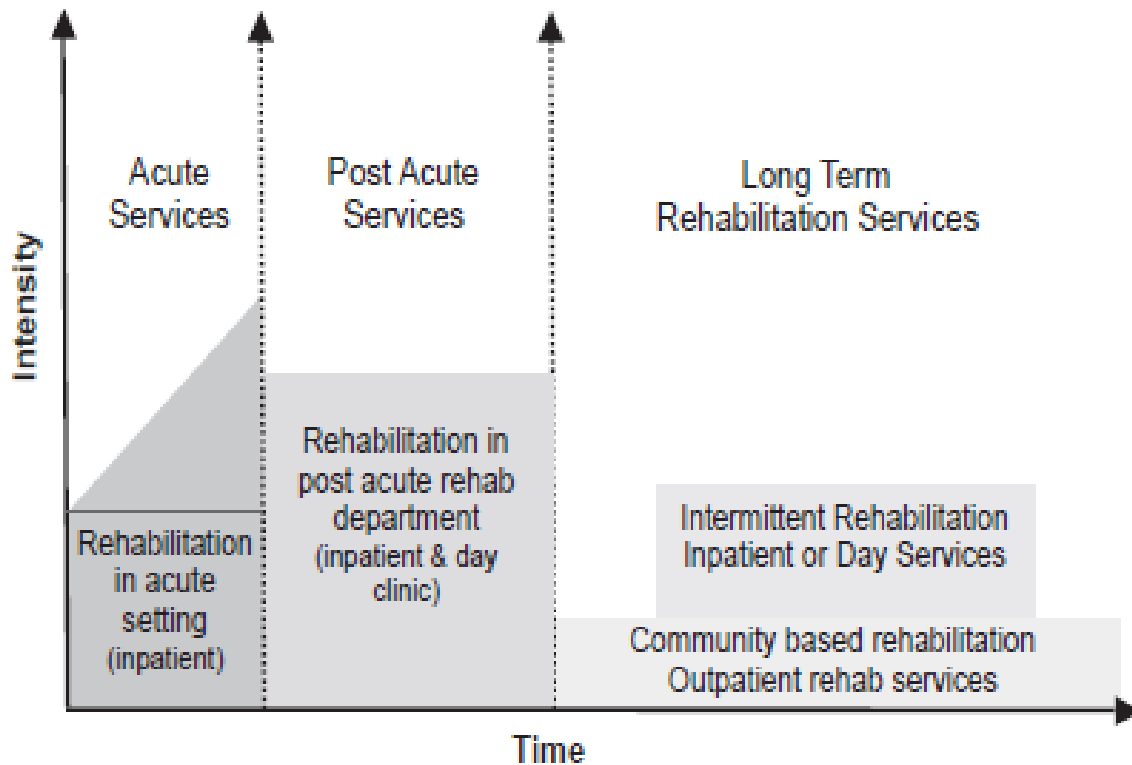 Acute
Services
Post Acute
Services
Long Term
Rehabilitation Services
Intensity
Rehabilitation
in acute
setting
(inpatient)
Rehabilitation in
post acute rehab
department
(inpatient & day
clinic)
Intermittent Rehabilitation
Inpatient or Day Services
Community based rehabilitation
Outpatient rehab services
Time